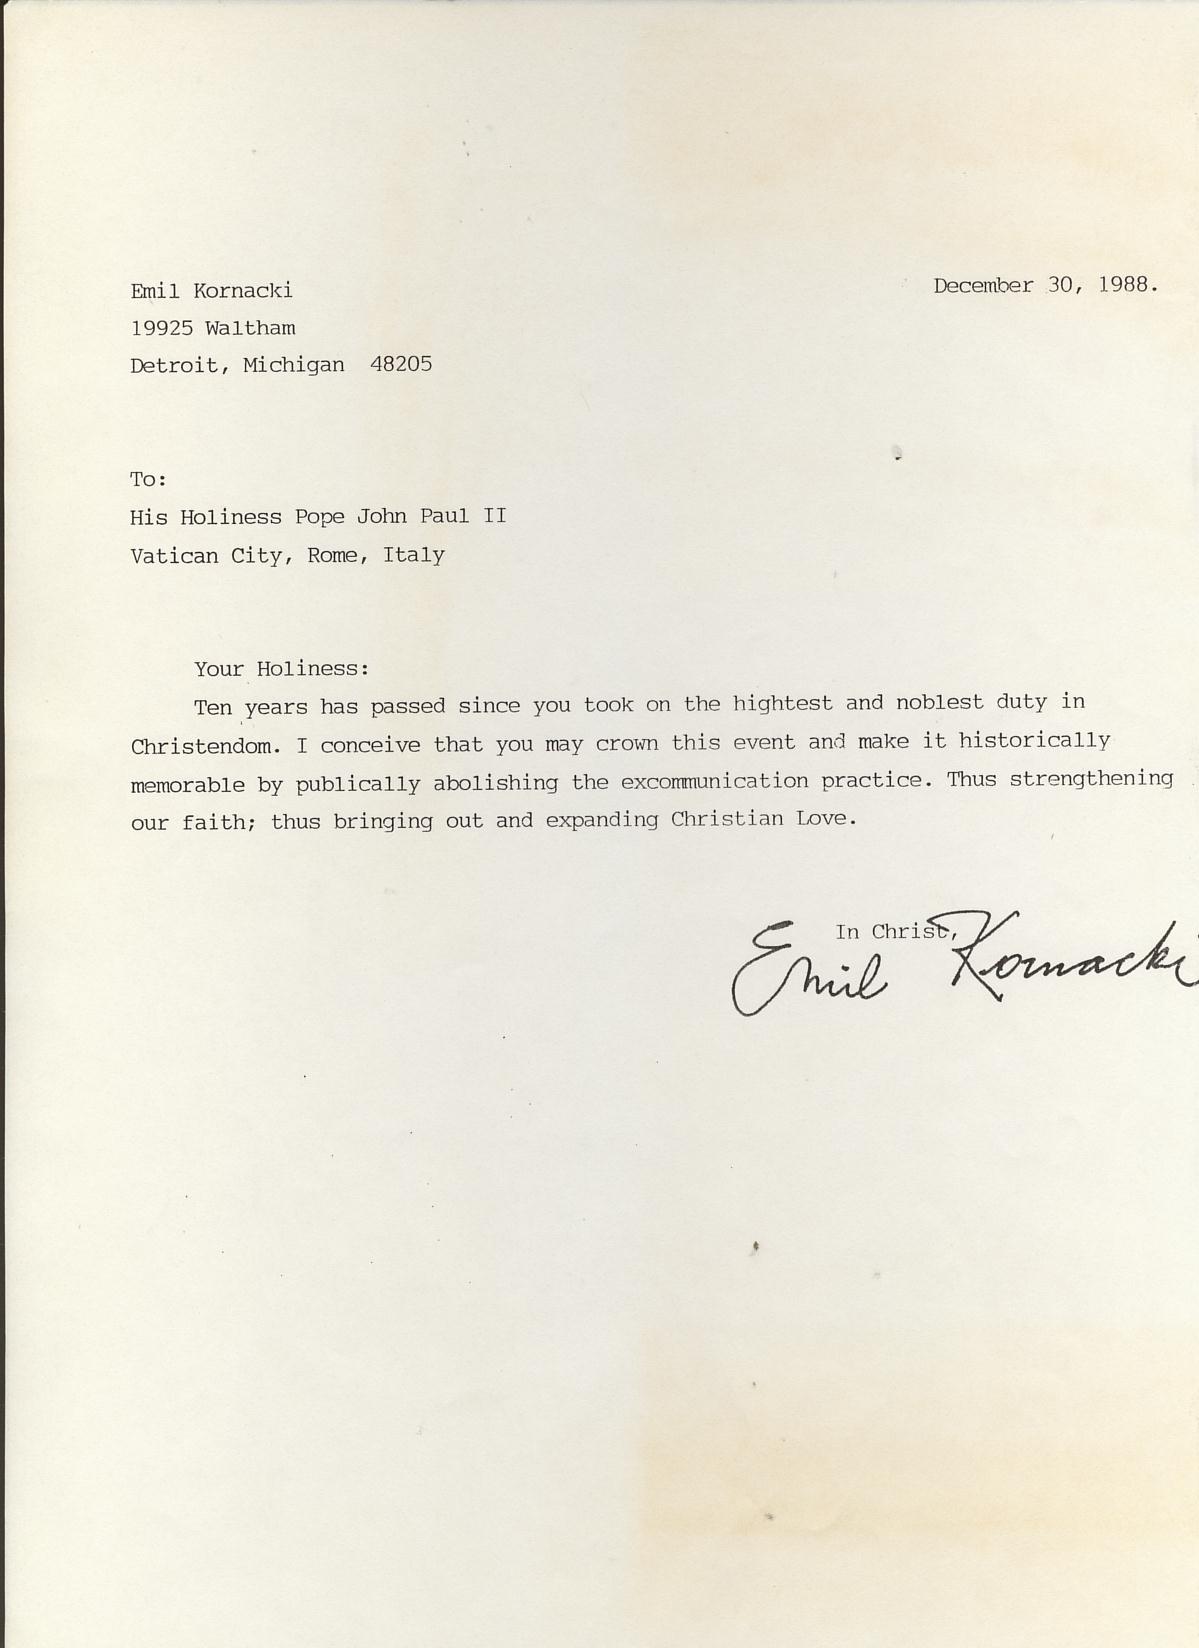 Emil Kornacki
December 30, 1988.
19925 Waltham
Detroit, Michigan  48205
To:
His Holiness Pope John Paul II
Vatican City, Rome, Italy
Your Holiness:
Ten years has passed since you took on the hightest and noblest duty in
Christendom. I conceive that you may crown this event and make it historically
memorable by publically abolishing the excommunication practice. Thus strengthening
our faith; thus bringing out and expanding Christian Love.
In Christ,
Emil Kornacki